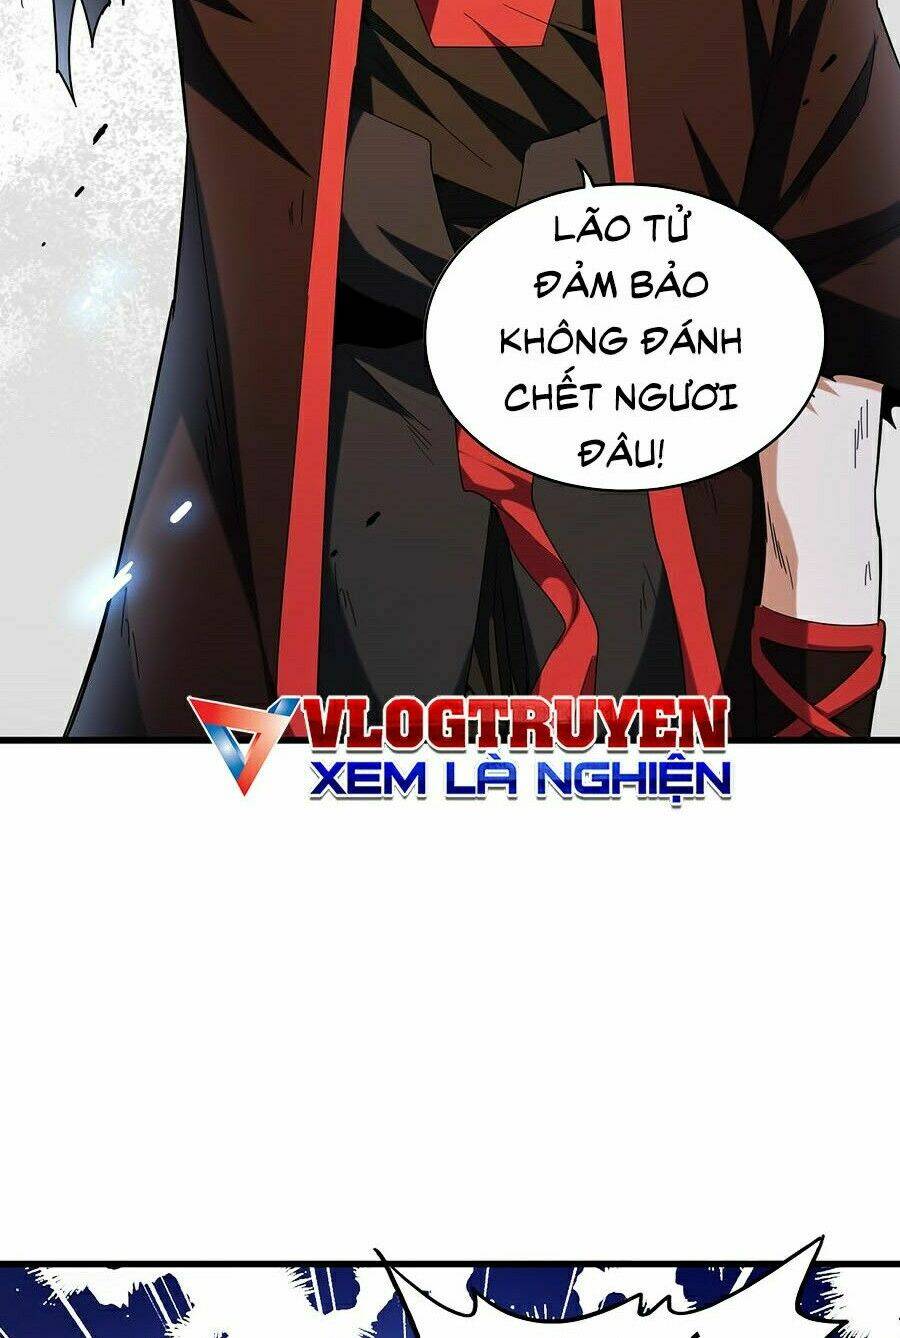 LÃO TỬ
ĐẢM BẢO
KHÔNG ĐÁNH
CHẾT NGƯƠI
ĐÂU!
VLOGTRUYEN
XEM LÀ NGHIỆN